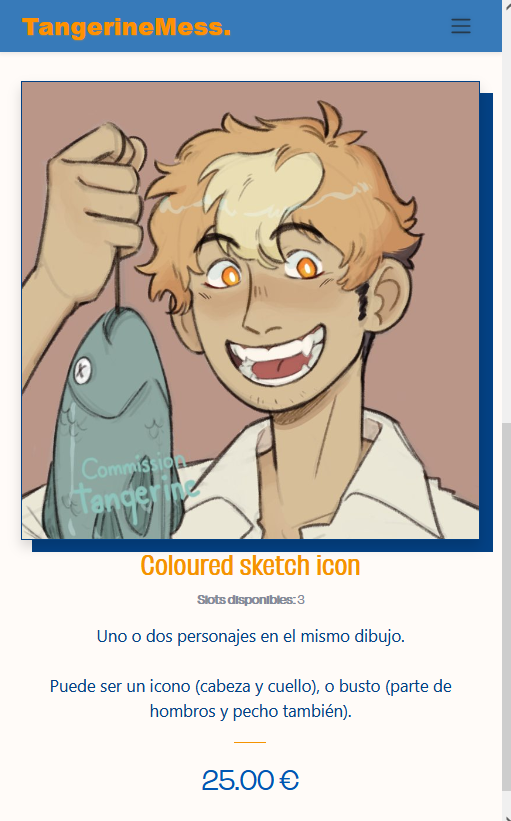 TangerineMess.
x
Commission
tangerine
Coloured sketch icon
Slots disponibles: 3
Uno o dos personajes en el mismo dibujo.
Puede ser un icono (cabeza y cuello), o busto (parte de
hombros y pecho también).
25.00 €